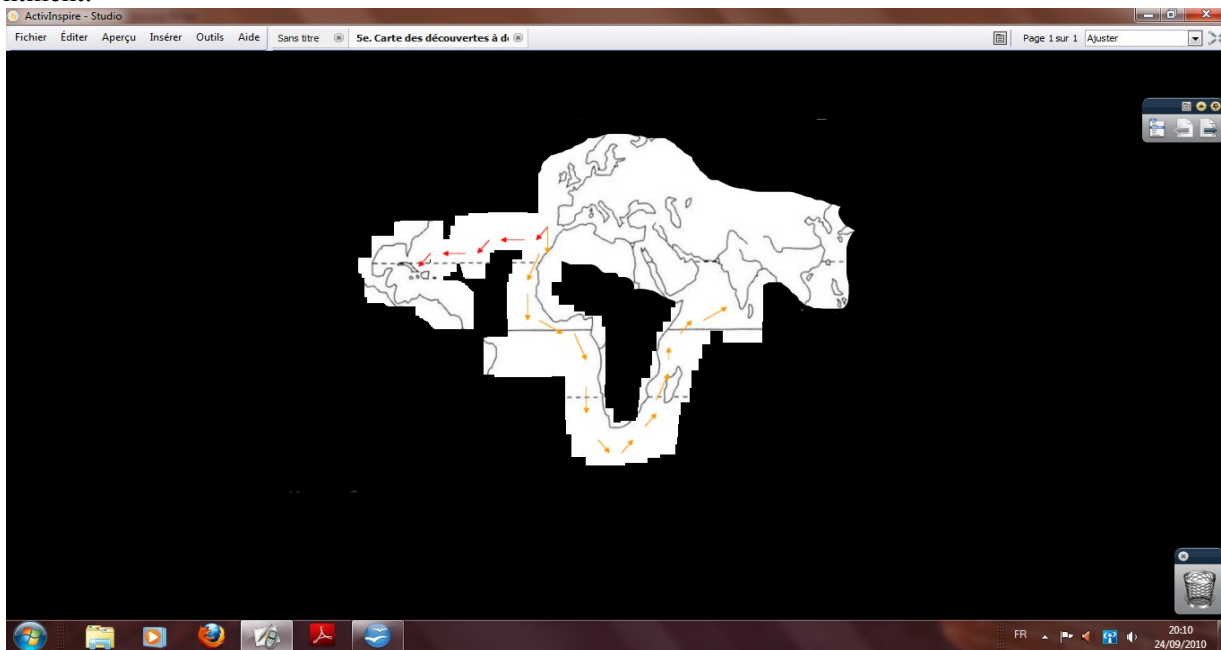 ActivInspire - Studio
Fichier Éditer Aperçu Insérer Outils Aide Sans titre 5e. Carte des découvertes à d Page 1 sur 1 Ajuster
FR 20:10
24/09/2010